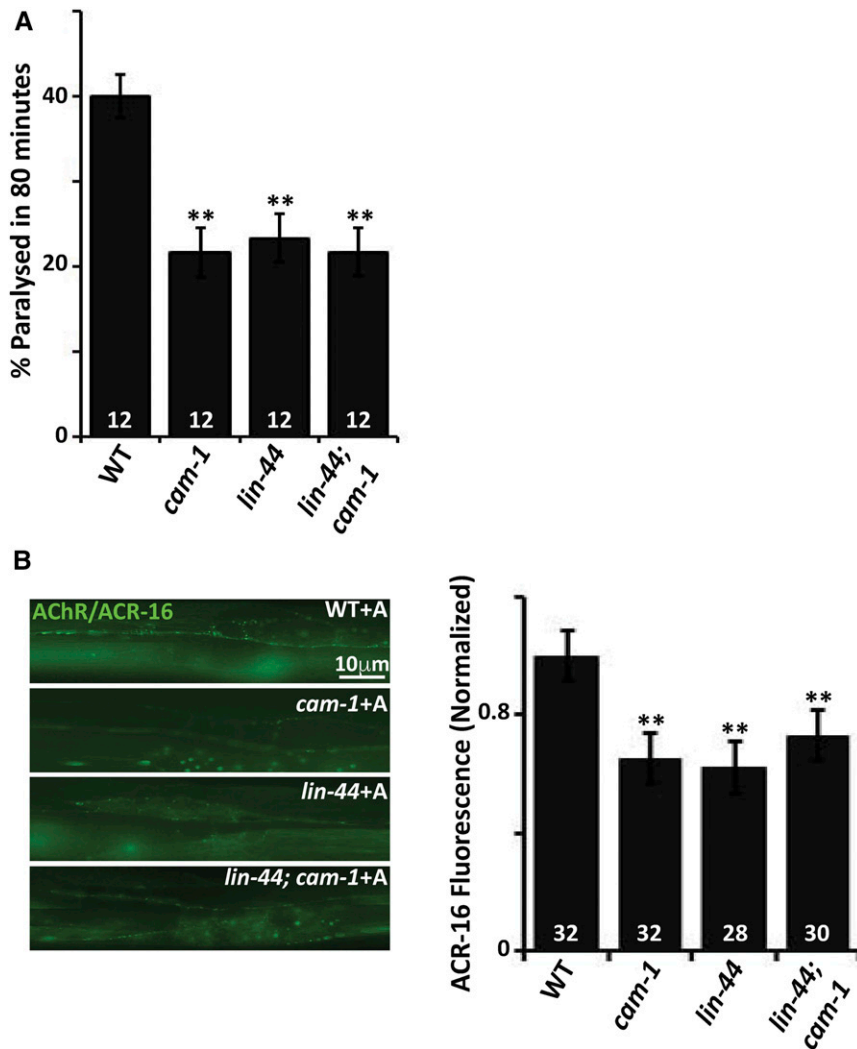 A
% Paralysed in 80 minutes
40
20
0
12
12
12
12
** 
**
**
WT
cam-1
lin-44
lin-44;
cam-1
B
AChR/ACR-16
WT+A
10μm
cam-1+A
lin-44+A
lin-44; cam-1+A
ACR-16 Fluorescence (Normalized)
0.8
0
**
**
**
32
32
28
30
WT
cam-1
lin-44
lin-44;
cam-1